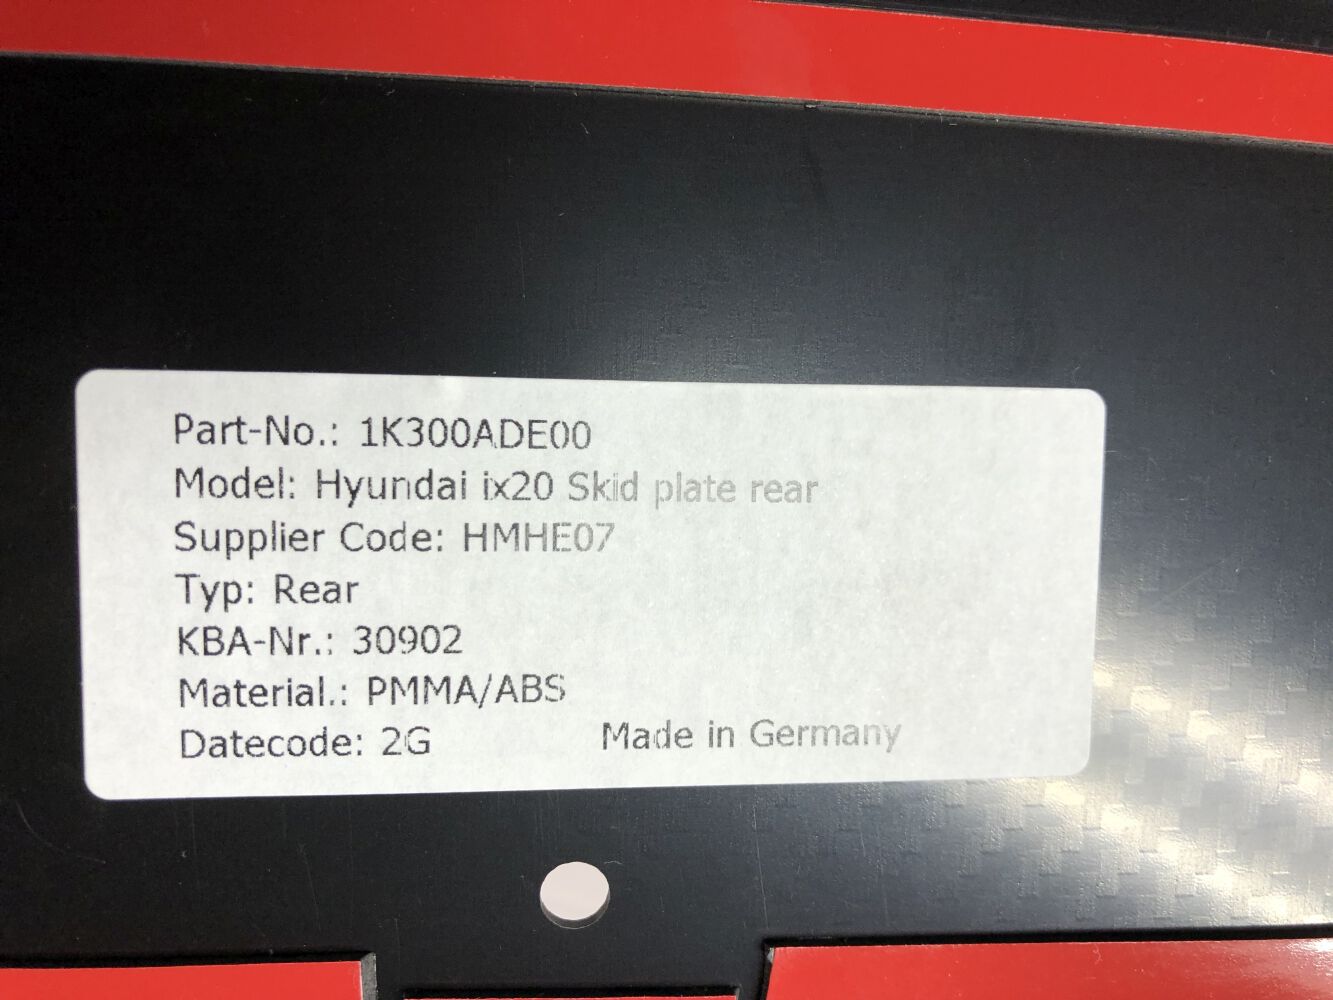 Part-No.: 1K300ADE00
Model: Hyundai ix20 Skid plate rear
Supplier Code: HMHE07
Typ: Rear
KBA-Nr.: 30902
Material.: PMMA/ABS
Datecode: 2G Made in Germany